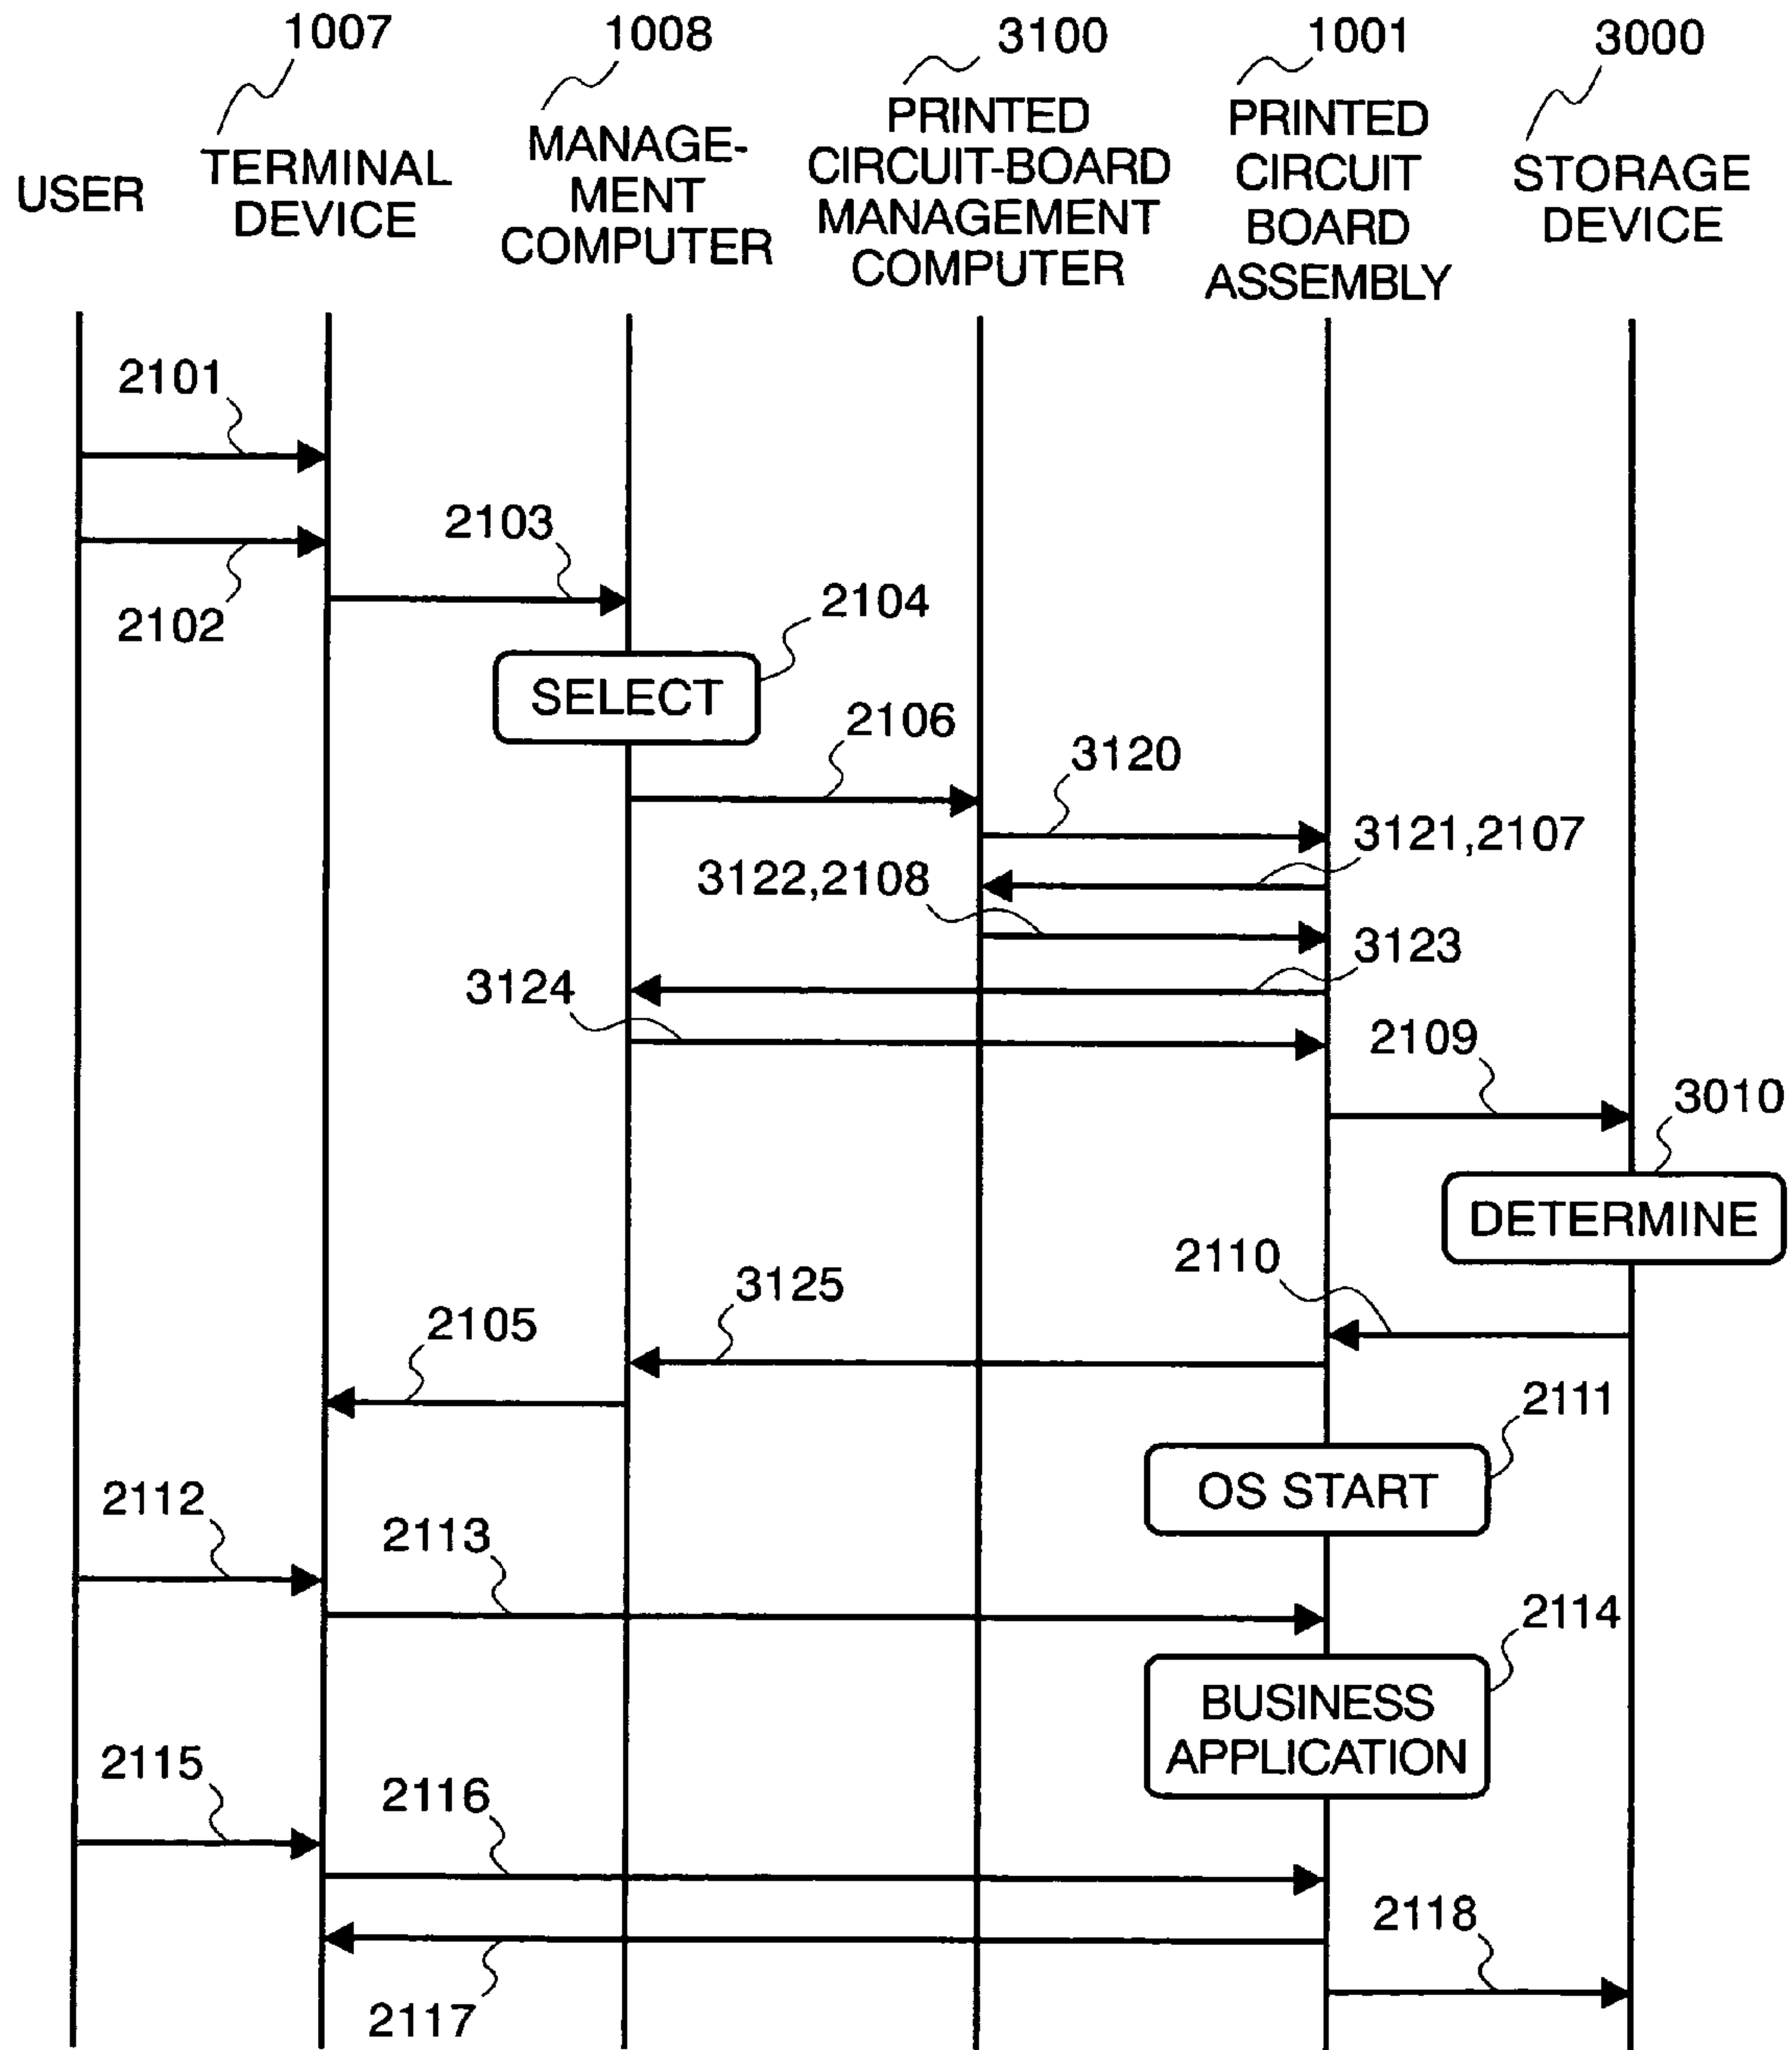 1007
1008
3100
1001
3000
USER
TERMINAL
DEVICE
MANAGE-
MENT
COMPUTER
PRINTED
CIRCUIT-BOARD
MANAGEMENT
COMPUTER
PRINTED
CIRCUIT
BOARD
ASSEMBLY
STORAGE
DEVICE
2101
2102
2103
2104
SELECT
2106
3120
3121,2107
3122,2108
3123
3124
2109
3010
DETERMINE
2110
3125
2105
2111
OS START
2112
2113
2114
BUSINESS
APPLICATION
2115
2116
2118
2117